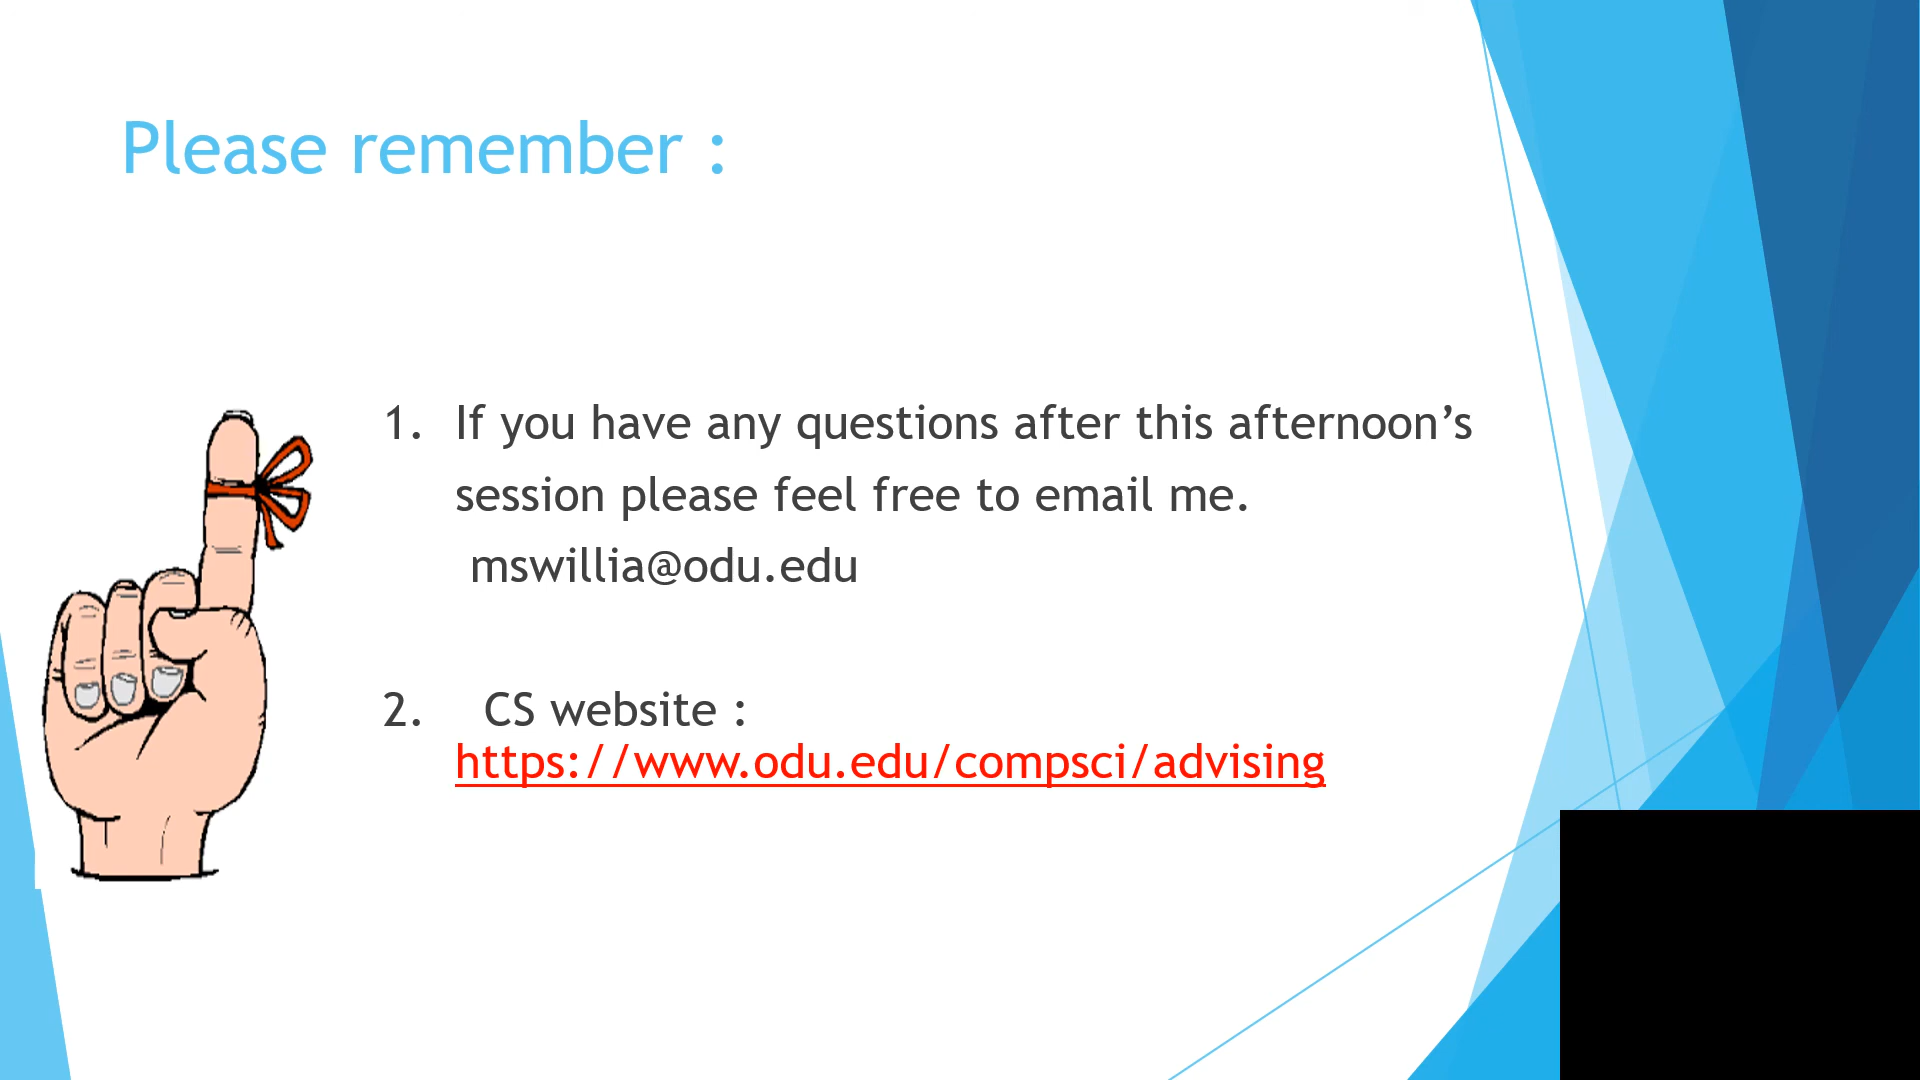 Please remember :
1. If you have any questions after this afternoon’s
session please feel free to email me.
mswillia@odu.edu
2. CS website :
https://www.odu.edu/compsci/advising